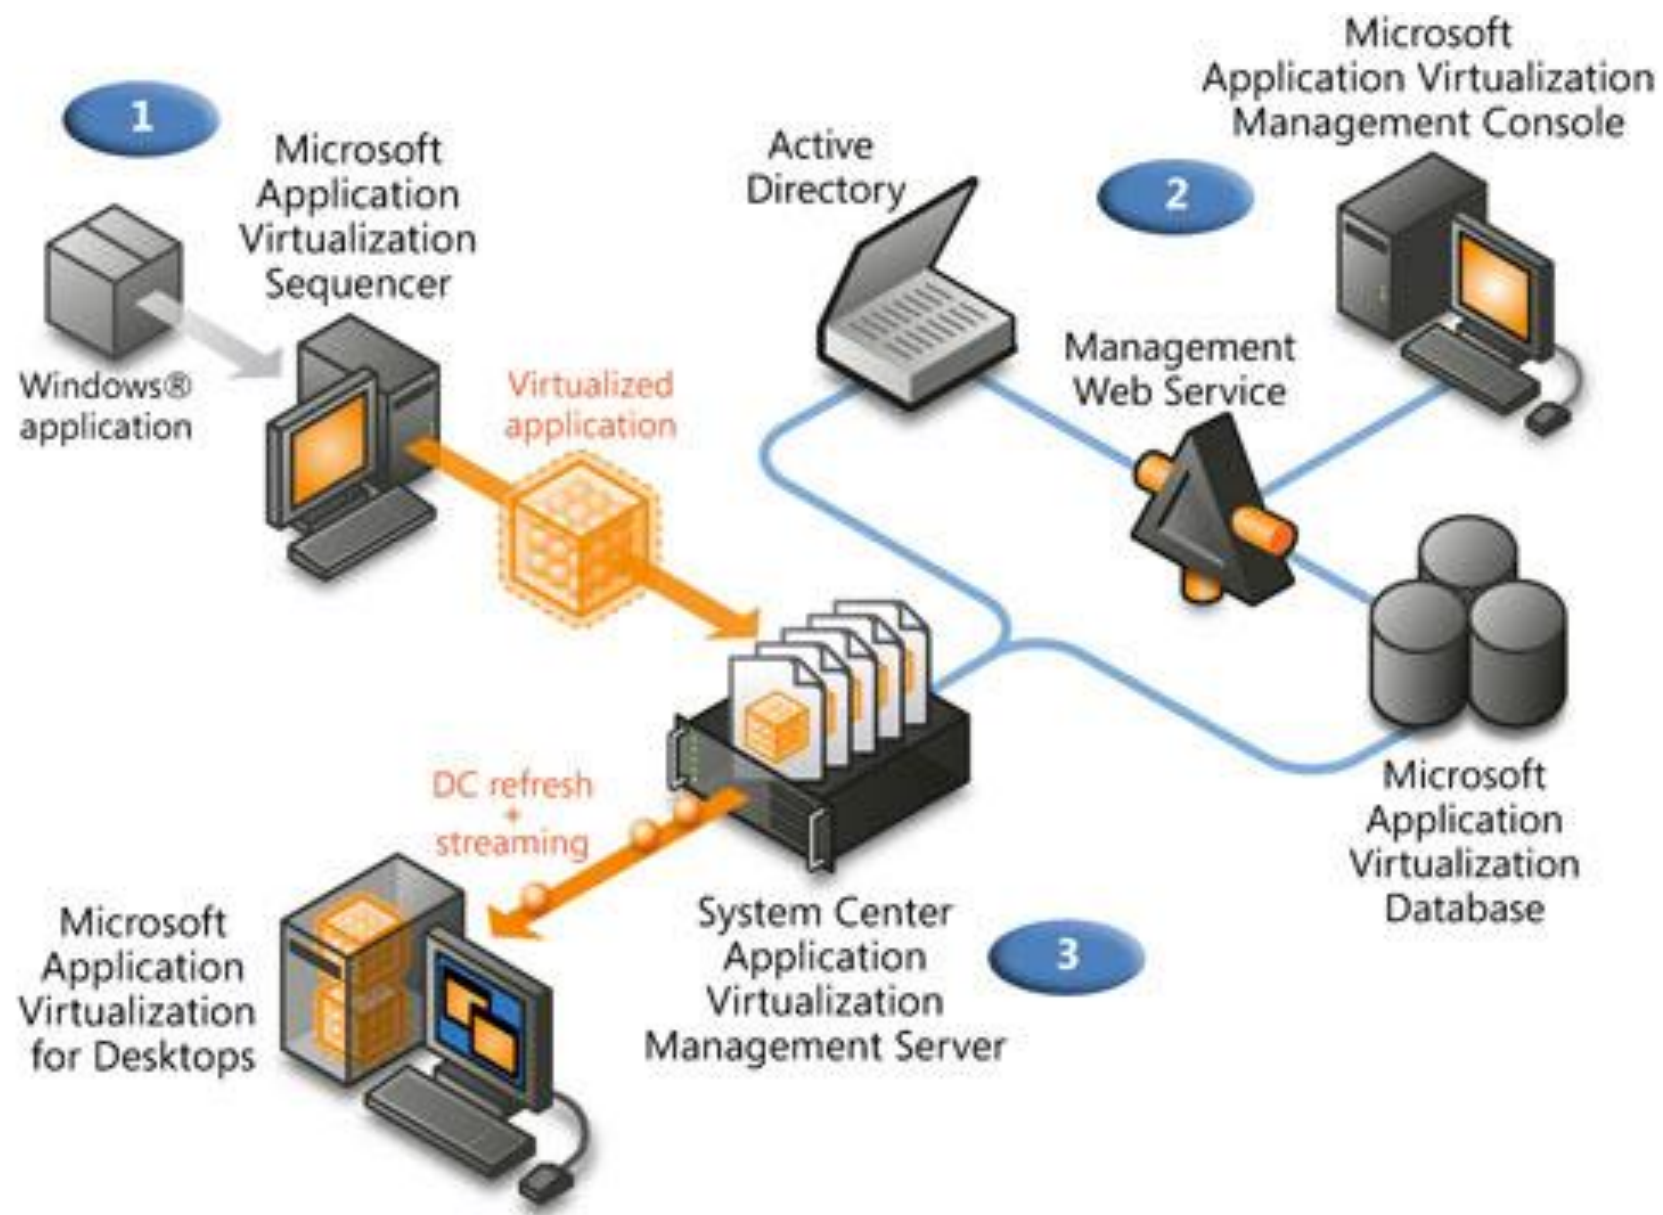 1
Microsoft
Application
Virtualization
Sequencer
Windows®
application
Virtualized
application
Active
Directory
2
Microsoft
Application Virtualization
Management Console
Management
Web Service
Microsoft
Application
Virtualization
Database
DC refresh
+
streaming
System Center
Application
Virtualization
Management Server
3
Microsoft
Application
Virtualization
for Desktops